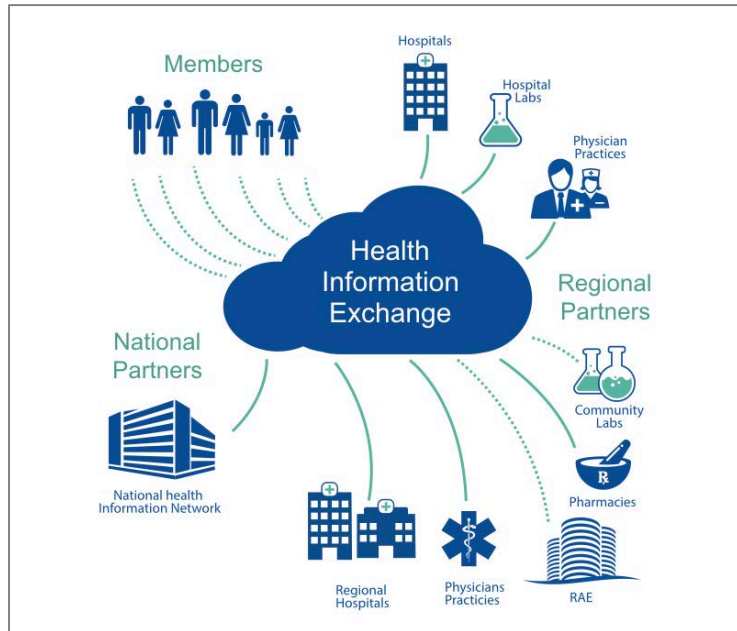 Members
Hospitals
Hospital
Labs
Physician
Practices
Health
Information
Exchange
Regional
Partners
National
Partners
Community
Labs
National health
Information Network
Rx
Pharmacies
Regional
Hospitals
Physicians
Practicies
RAE